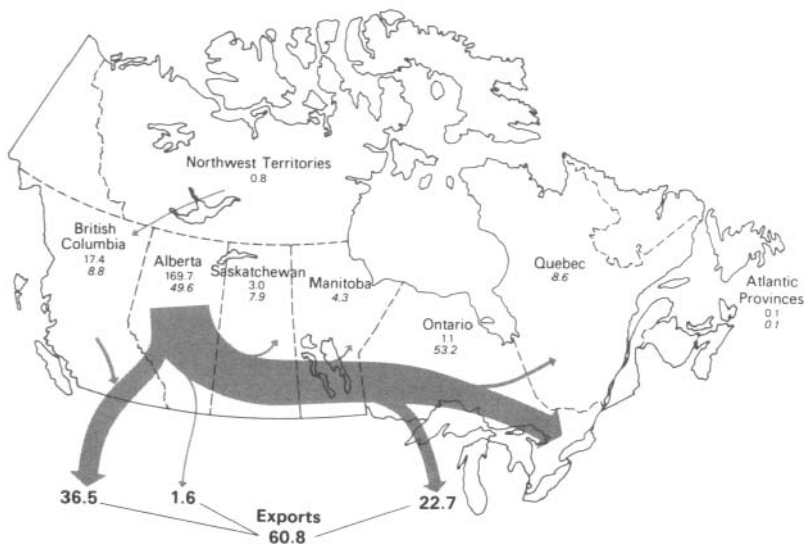 Northwest Territories
0.8
British
Columbia
17.4
8.8
Alberta
169.7
49.6
Saskatchewan
3.0
7.9
Manitoba
4.3
Ontario
1.1
53.2
Quebec
8.6
Atlantic
Provinces
0.1
0.1
36.5
1.6
22.7
Exports
60.8